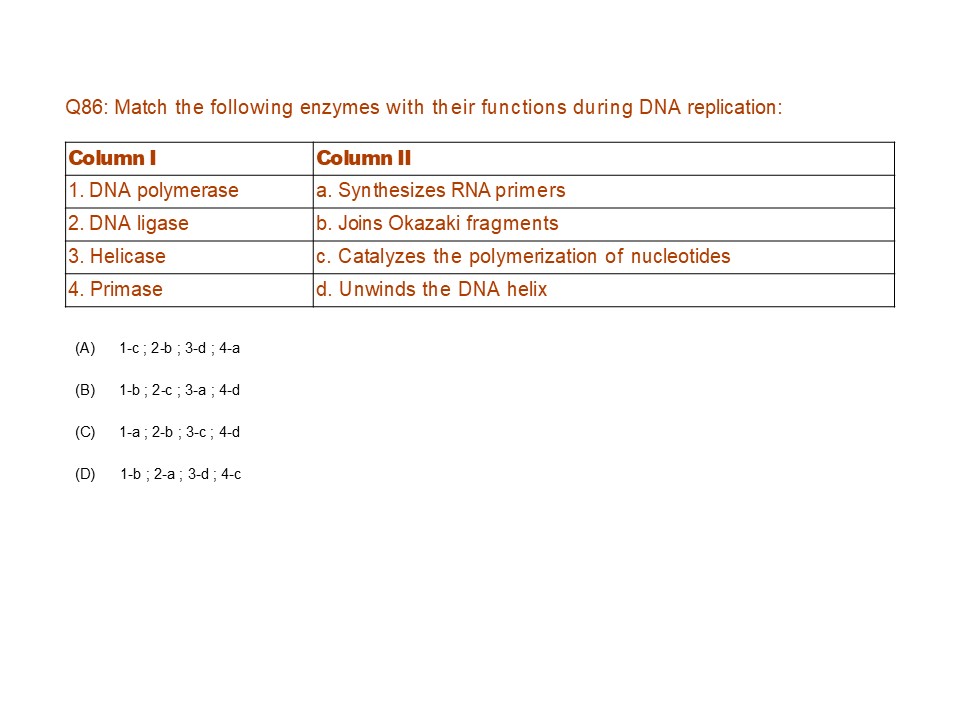 Q86: Match the following enzymes with their functions during DNA replication:
Column I Column II
1. DNA polymerase a. Synthesizes RNA primers
2. DNA ligase b. Joins Okazaki fragments
3. Helicase c. Catalyzes the polymerization of nucleotides
4. Primase d. Unwinds the DNA helix
(A) 1-c ; 2-b ; 3-d ; 4-a
(B) 1-b ; 2-c ; 3-a ; 4-d
(C) 1-a ; 2-b ; 3-c ; 4-d
(D) 1-b ; 2-a ; 3-d ; 4-c